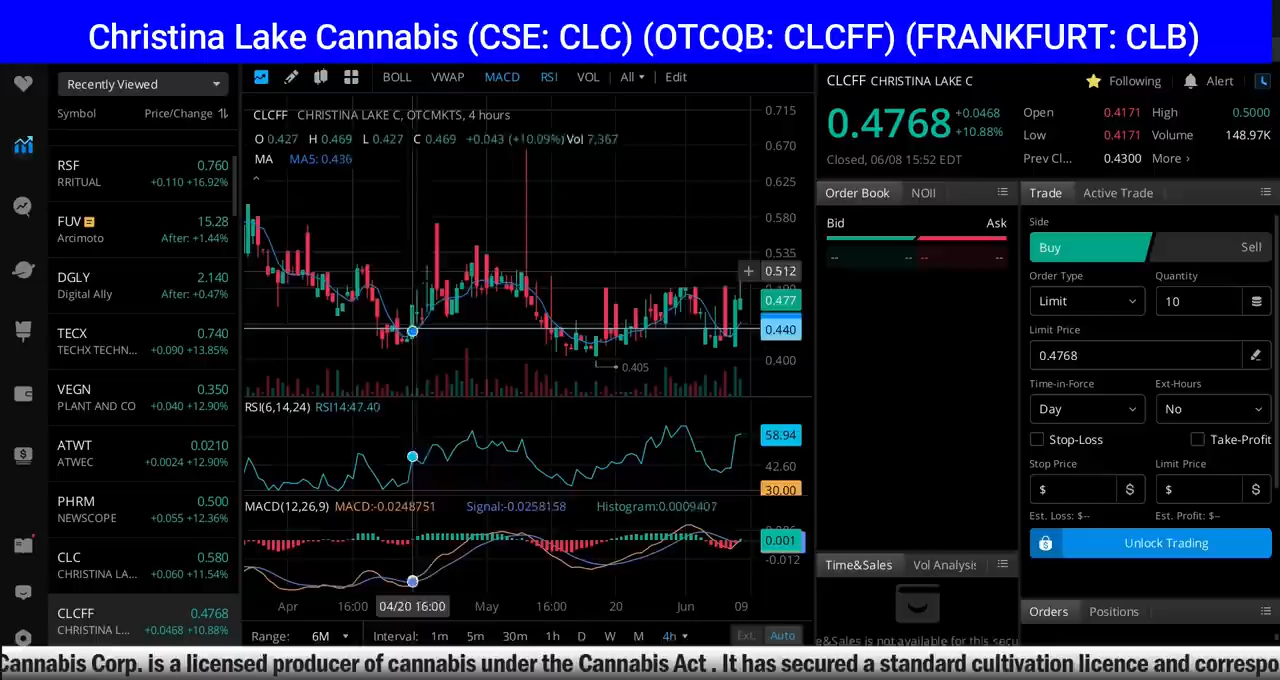 Christina Lake Cannabis (CSE: CLC) (OTCQB: CLCFF) (FRANKFURT: CLB)
Recently Viewed
Symbol Price/Change
RSF 0.760
RRITUAL +0.110 +16.92%
FUV 15.28
Arcimoto After: +1.44%
DGLY 2.140
Digital Ally After: +0.47%
TECX 0.740
TECHX TECHN... +0.090 +13.85%
VEGN 0.350
PLANT AND CO +0.040 +12.90%
ATWT 0.0210
ATWEC +0.0024 +12.90%
PHRM 0.500
NEWSCOPE +0.055 +12.36%
CLC 0.580
CHRISTINA LA... +0.060 +11.54%
CLCFF 0.4768
CHRISTINA L... +0.0468 +10.88%
BOLL VWAP MACD RSI VOL All Edit
CLCFF CHRISTINA LAKE C, OTCMKTS, 4 hours
O 0.427 H 0.469 L 0.427 C 0.469 +0.043 (+10.09%) Vol 7,367
MA MA5: 0.436
0.715
0.670
0.625
0.580
0.535
0.512
0.477
0.440
0.400
0.405
RSI(6,14,24) RSI14:47.40
58.94
42.60
30.00
MACD(12,26,9) MACD:-0.0248751 Signal:-0.0258158 Histogram:0.0009407
0.001
-0.012
Apr 16:00 04/20 16:00 May 16:00 20 Jun 09
Range: 6M Interval: 1m 5m 30m 1h D W M 4h Ext. Auto
CLCFF CHRISTINA LAKE C Following Alert
0.4768 +0.0468
+10.88%
Closed, 06/08 15:52 EDT
Open 0.4171 High 0.5000
Low 0.4171 Volume 148.97K
Prev Cl... 0.4300 More ›
Order Book NOII
Bid Ask
-- -- -- --
Time&Sales Vol Analysis
e&Sales is not available for this secu
Trade Active Trade
Side
Buy Sell
Order Type Quantity
Limit 10
Limit Price
0.4768
Time-in-Force Ext-Hours
Day No
Stop-Loss Take-Profit
Stop Price Limit Price
$ $ $ $
Est. Loss: $-- Est. Profit: $--
Unlock Trading
Orders Positions
Cannabis Corp. is a licensed producer of cannabis under the Cannabis Act . It has secured a standard cultivation licence and correspo